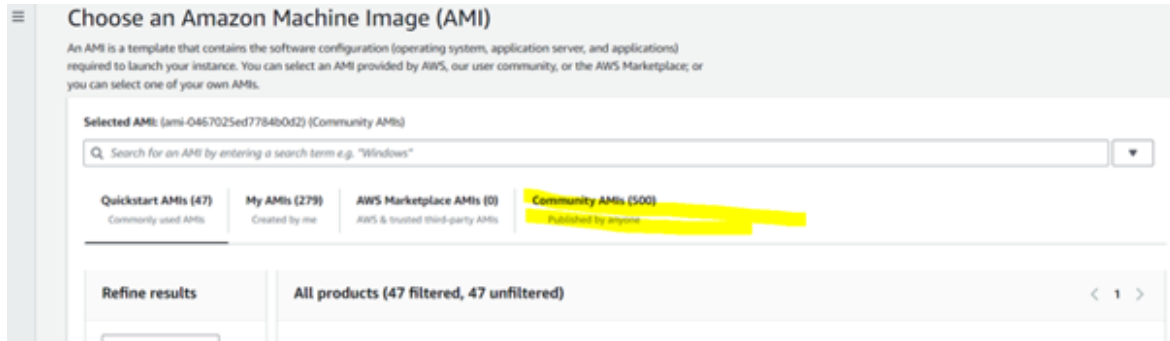 Choose an Amazon Machine Image (AMI)
An AMI is a template that contains the software configuration (operating system, application server, and applications)
required to launch your instance. You can select an AMI provided by AWS, our user community, or the AWS Marketplace; or
you can select one of your own AMIs.
Selected AMI: (ami-0467025ed7784b0d2) (Community AMIs)
Search for an AMI by entering a search term e.g. "Windows"
Quickstart AMIs (47) My AMIs (279) AWS Marketplace AMIs (0) Community AMIs (500)
Commonly used AMIs Created by me AWS & trusted third-party AMIs Published by anyone
Refine results All products (47 filtered, 47 unfiltered) < 1 >